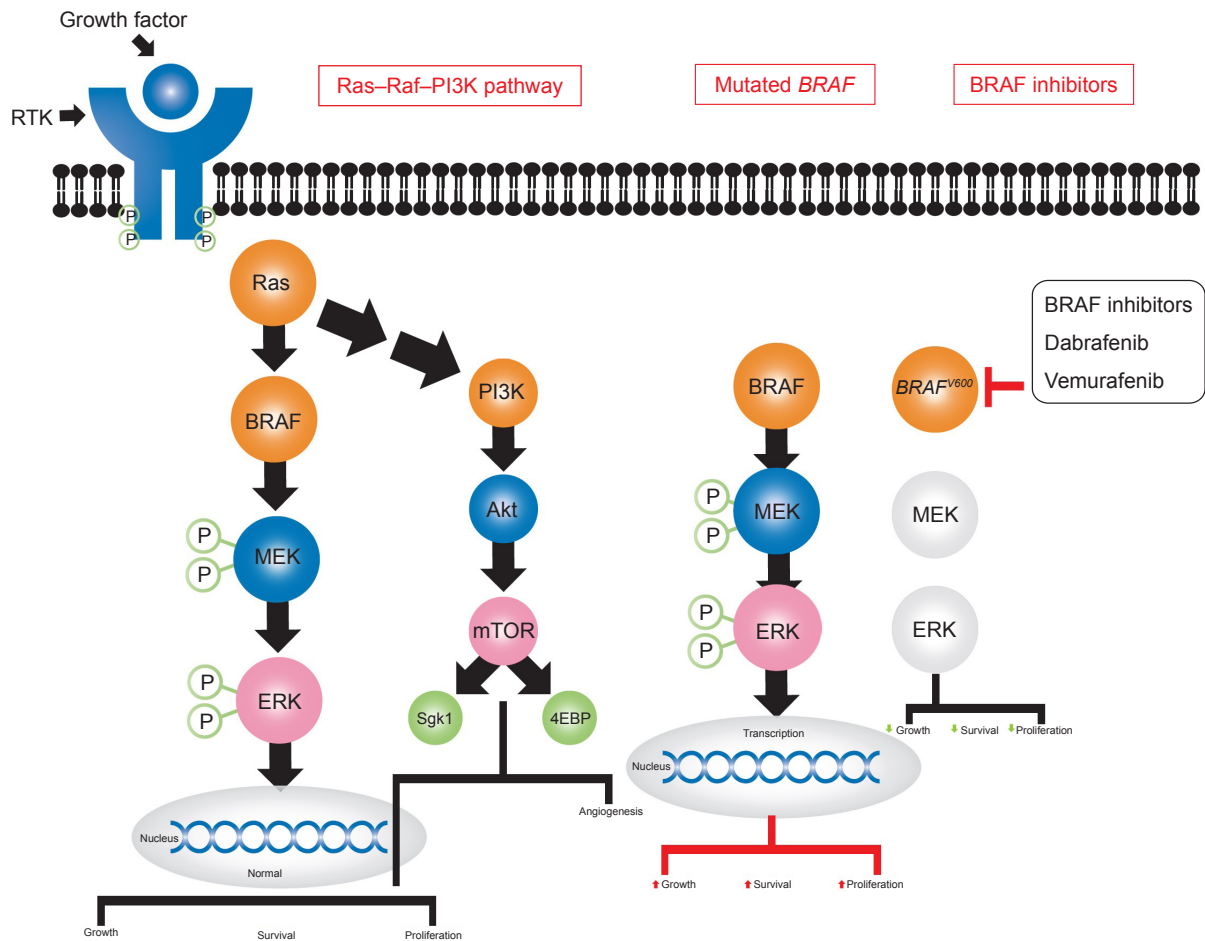 Growth factor
RTK
Ras–Raf–PI3K pathway
Mutated BRAF
BRAF inhibitors
P
P
P
P
Ras
BRAF
P
P
MEK
P
P
ERK
Nucleus
Normal
Growth
Survival
Proliferation
PI3K
Akt
mTOR
Sgk1
4EBP
Angiogenesis
BRAF
P
P
MEK
P
P
ERK
Transcription
Nucleus
Growth
Survival
Proliferation
BRAFV600
MEK
ERK
Growth
Survival
Proliferation
BRAF inhibitors
Dabrafenib
Vemurafenib